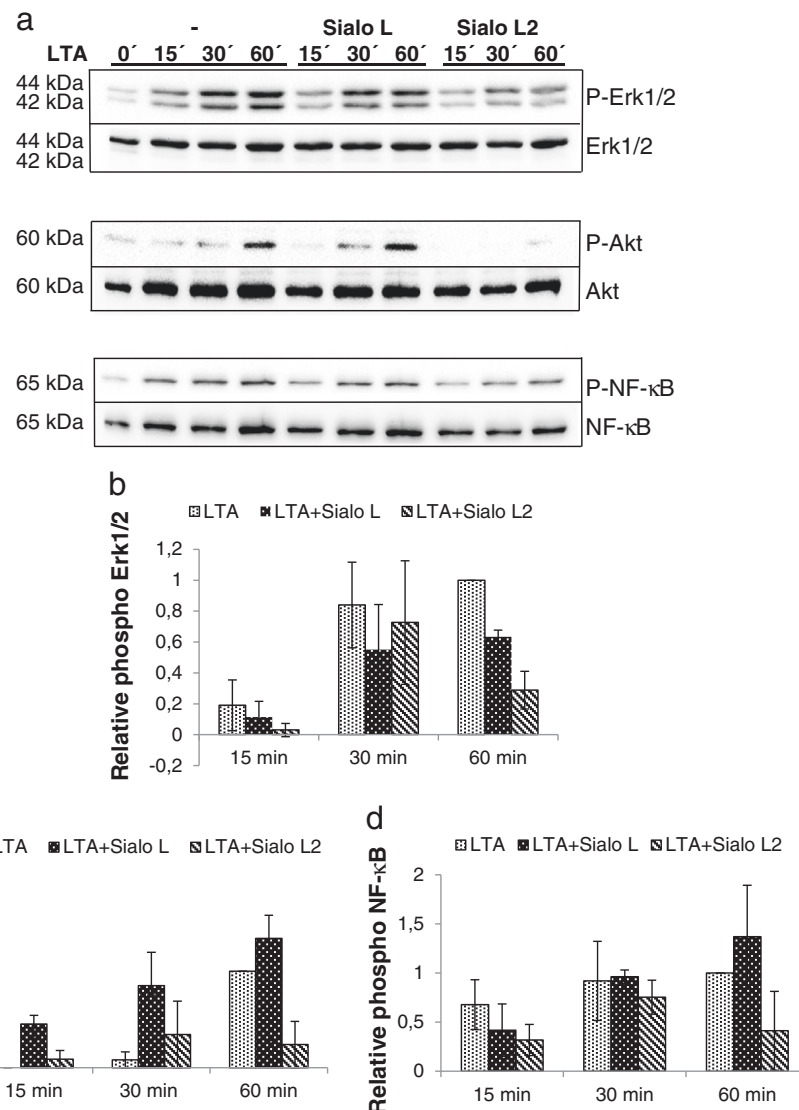 a
- Sialo L Sialo L2
LTA 0´ 15´ 30´ 60´ 15´ 30´ 60´ 15´ 30´ 60´
44 kDa
42 kDa
P-Erk1/2
44 kDa
42 kDa
Erk1/2
60 kDa
P-Akt
60 kDa
Akt
65 kDa
P-NF-κB
65 kDa
NF-κB
b
LTA LTA+Sialo L LTA+Sialo L2
Relative phospho Erk1/2
1,2
1
0,8
0,6
0,4
0,2
0
-0,2
15 min 30 min 60 min
LTA LTA+Sialo L LTA+Sialo L2
15 min 30 min 60 min
d
LTA LTA+Sialo L LTA+Sialo L2
Relative phospho NF-κB
2
1,5
1
0,5
0
15 min 30 min 60 min